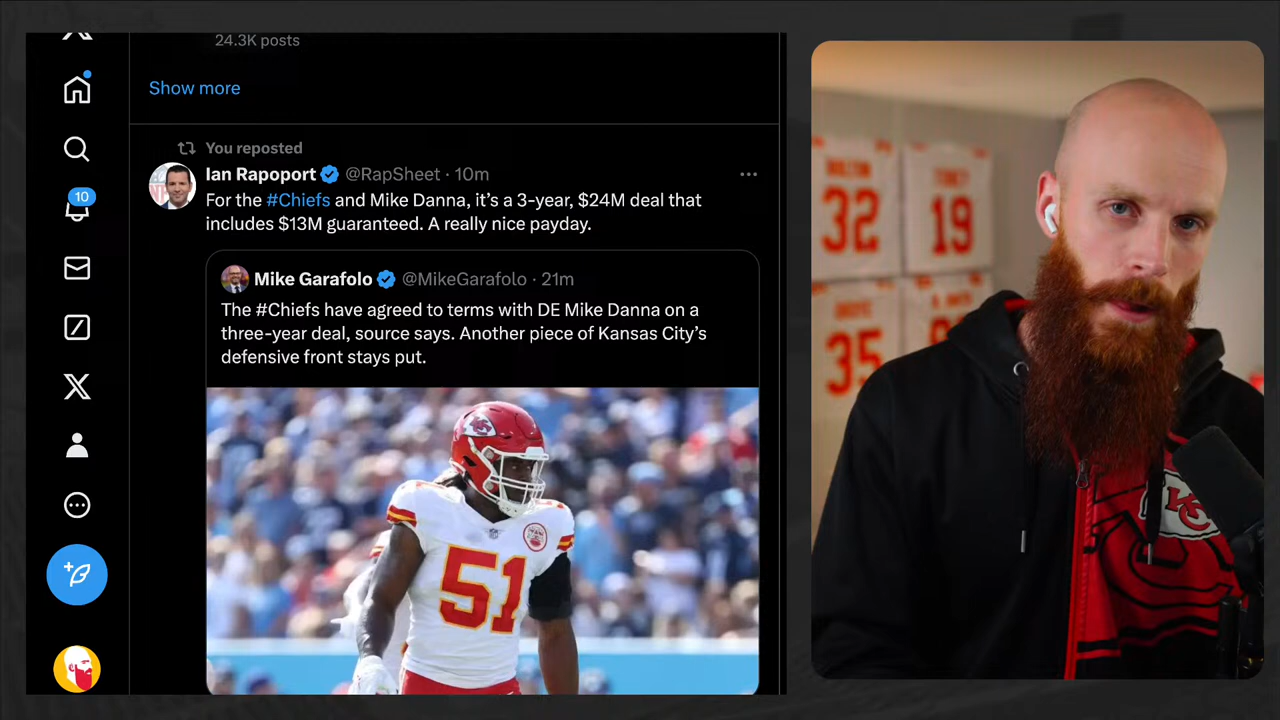 24.3K posts
Show more
You reposted
Ian Rapoport @RapSheet · 10m
For the #Chiefs and Mike Danna, it’s a 3-year, $24M deal that
includes $13M guaranteed. A really nice payday.
10
Mike Garafolo @MikeGarafolo · 21m
The #Chiefs have agreed to terms with DE Mike Danna on a
three-year deal, source says. Another piece of Kansas City’s
defensive front stays put.
51
KC
32
19
35
KC